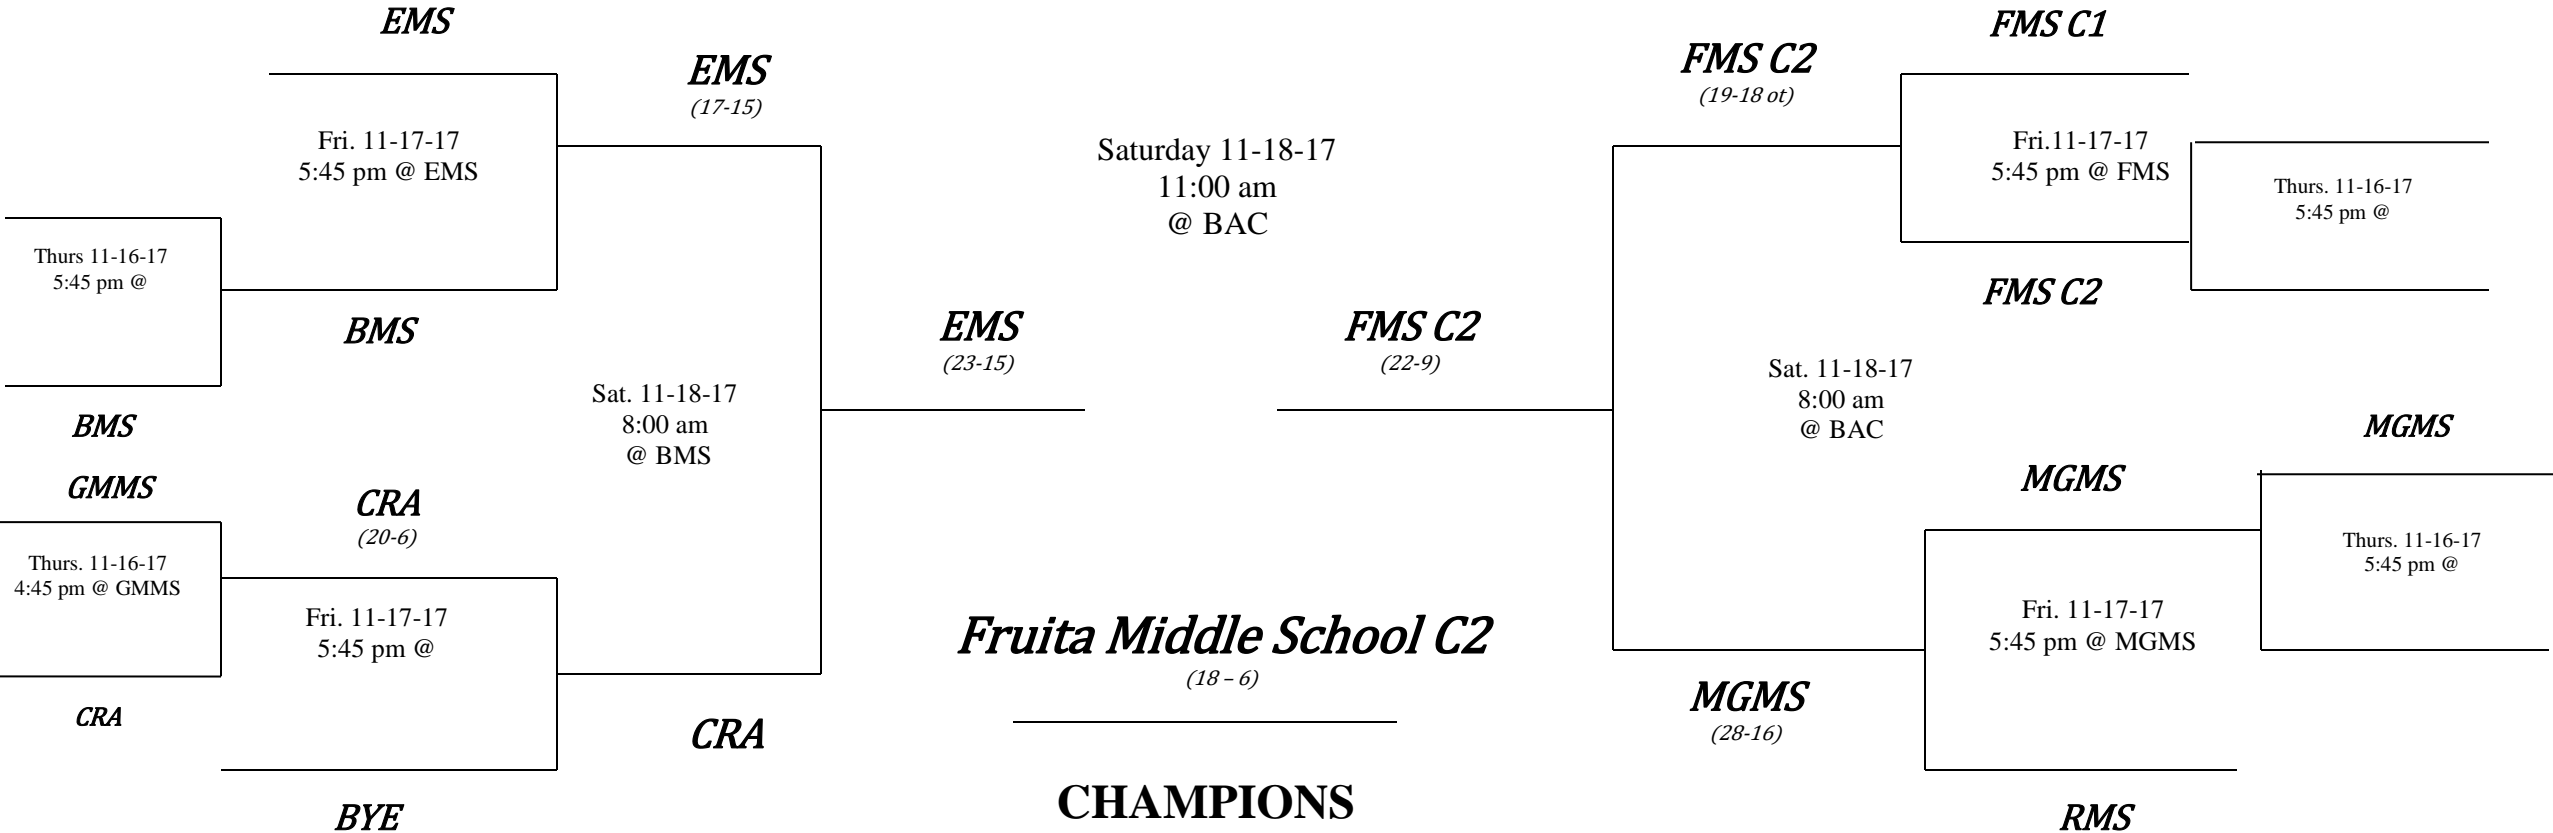 EMS
EMS
(17-15)
Fri. 11-17-17
5:45 pm @ EMS
Thurs 11-16-17
5:45 pm @
BMS
BMS
GMMS
Thurs. 11-16-17
4:45 pm @ GMMS
CRA
CRA
(20-6)
Fri. 11-17-17
5:45 pm @
BYE
Sat. 11-18-17
8:00 am
@ BMS
CRA
EMS
(23-15)
Saturday 11-18-17
11:00 am
@ BAC
Fruita Middle School C2
(18 – 6)
CHAMPIONS
FMS C2
(22-9)
FMS C2
(19-18 ot)
Sat. 11-18-17
8:00 am
@ BAC
MGMS
(28-16)
FMS C1
Fri.11-17-17
5:45 pm @ FMS
FMS C2
Thurs. 11-16-17
5:45 pm @
MGMS
MGMS
Thurs. 11-16-17
5:45 pm @
Fri. 11-17-17
5:45 pm @ MGMS
RMS